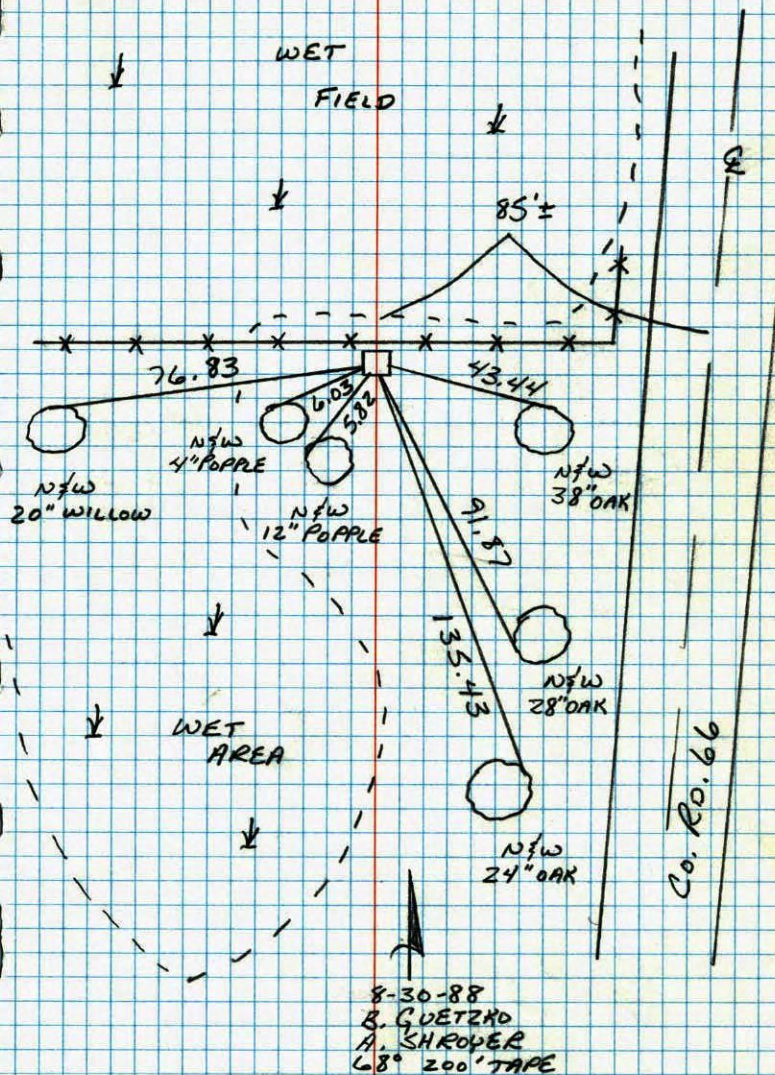 WET
FIELD
℄
85'±
76.83
6.03
5.82
43.44
N&W
20" WILLOW
N&W
4" POPPLE
N&W
12" POPPLE
N&W
38" OAK
91.87
135.43
N&W
28" OAK
WET
AREA
N&W
24" OAK
CO. RD. 66
8-30-88
B. GUETZKO
A. SHROYER
68° 200' TAPE